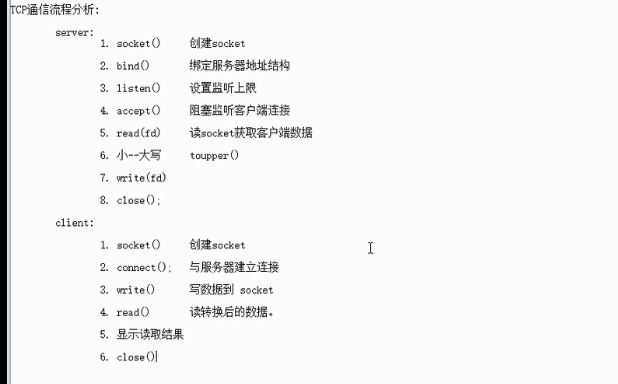 TCP通信流程分析:
server:
1. socket() 创建socket
2. bind() 绑定服务器地址结构
3. listen() 设置监听上限
4. accept() 阻塞监听客户端连接
5. read(fd) 读socket获取客户端数据
6. 小--大写 toupper()
7. write(fd)
8. close();
client:
1. socket() 创建socket
2. connect(); 与服务器建立连接
3. write() 写数据到 socket
4. read() 读转换后的数据。
5. 显示读取结果
6. close()